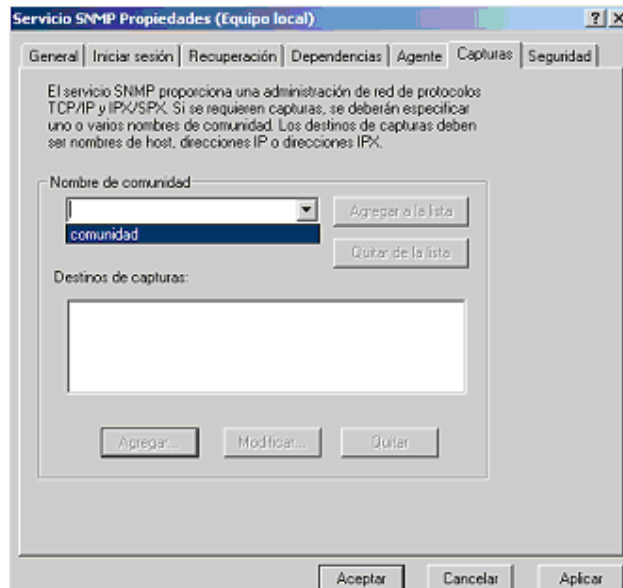 Servicio SNMP Propiedades (Equipo local)
General Iniciar sesión Recuperación Dependencias Agente Capturas Seguridad
El servicio SNMP proporciona una administración de red de protocolos
TCP/IP y IPX/SPX. Si se requieren capturas, se deberán especificar
uno o varios nombres de comunidad. Los destinos de capturas deben
ser nombres de host, direcciones IP o direcciones IPX.
Nombre de comunidad
Agregar a la lista
comunidad
Quitar de la lista
Destinos de capturas:
Agregar... Modificar... Quitar
Aceptar Cancelar Aplicar